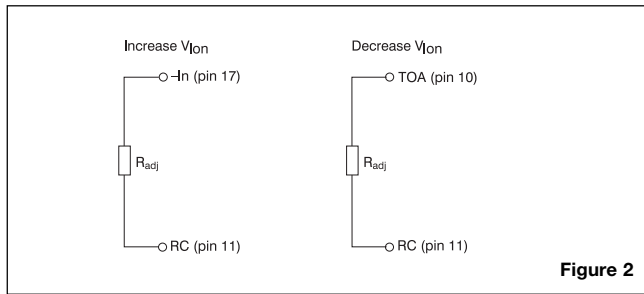 Increase VIon
–In (pin 17)
Radj
RC (pin 11)
Decrease VIon
TOA (pin 10)
Radj
RC (pin 11)
Figure 2